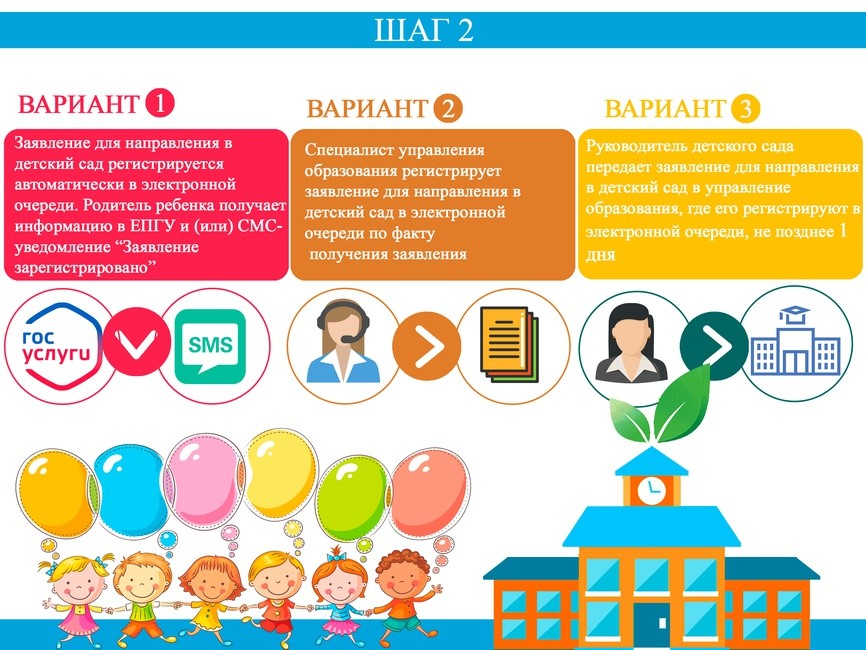 ШАГ 2
ВАРИАНТ 1
Заявление для направления в
детский сад регистрируется
автоматически в электронной
очереди. Родитель ребенка получает
информацию в ЕПГУ и (или) СМС-
уведомление “Заявление
зарегистрировано”
гос
услуги
SMS
ВАРИАНТ 2
Специалист управления
образования регистрирует
заявление для направления в
детский сад в электронной
очереди по факту
получения заявления
ВАРИАНТ 3
Руководитель детского сада
передает заявление для направления
в детский сад в управление
образования, где его регистрируют в
электронной очереди, не позднее 1
дня